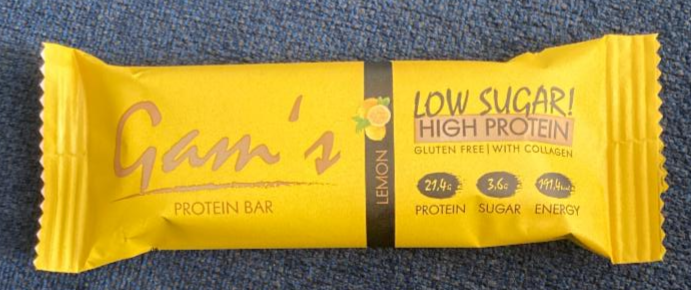 Gam's
PROTEIN BAR
LEMON
LOW SUGAR!
HIGH PROTEIN
GLUTEN FREE | WITH COLLAGEN
21,4G 3,6G 191,4kcal
PROTEIN SUGAR ENERGY